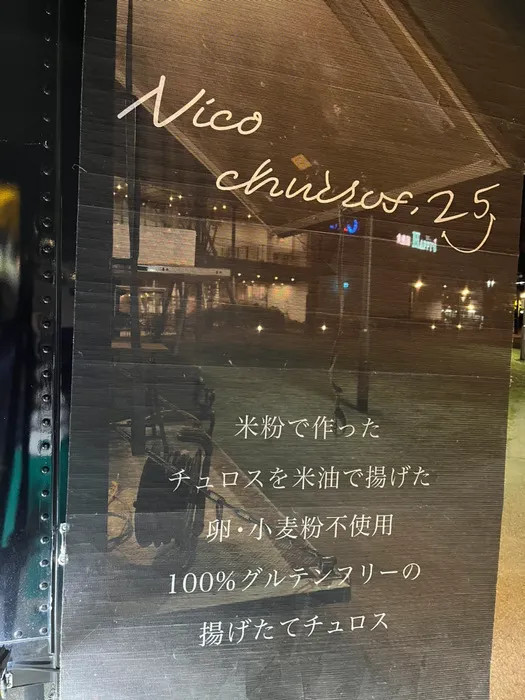 Nico
churros.25
米粉で作った
チュロスを米油で揚げた
卵・小麦粉不使用
100%グルテンフリーの
揚げたてチュロス